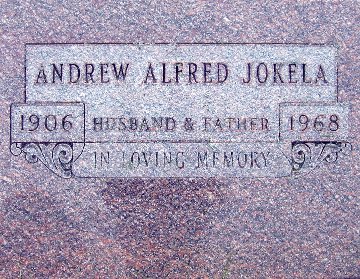 ANDREW ALFRED JOKELA
1906 HUSBAND & FATHER 1968
IN LOVING MEMORY